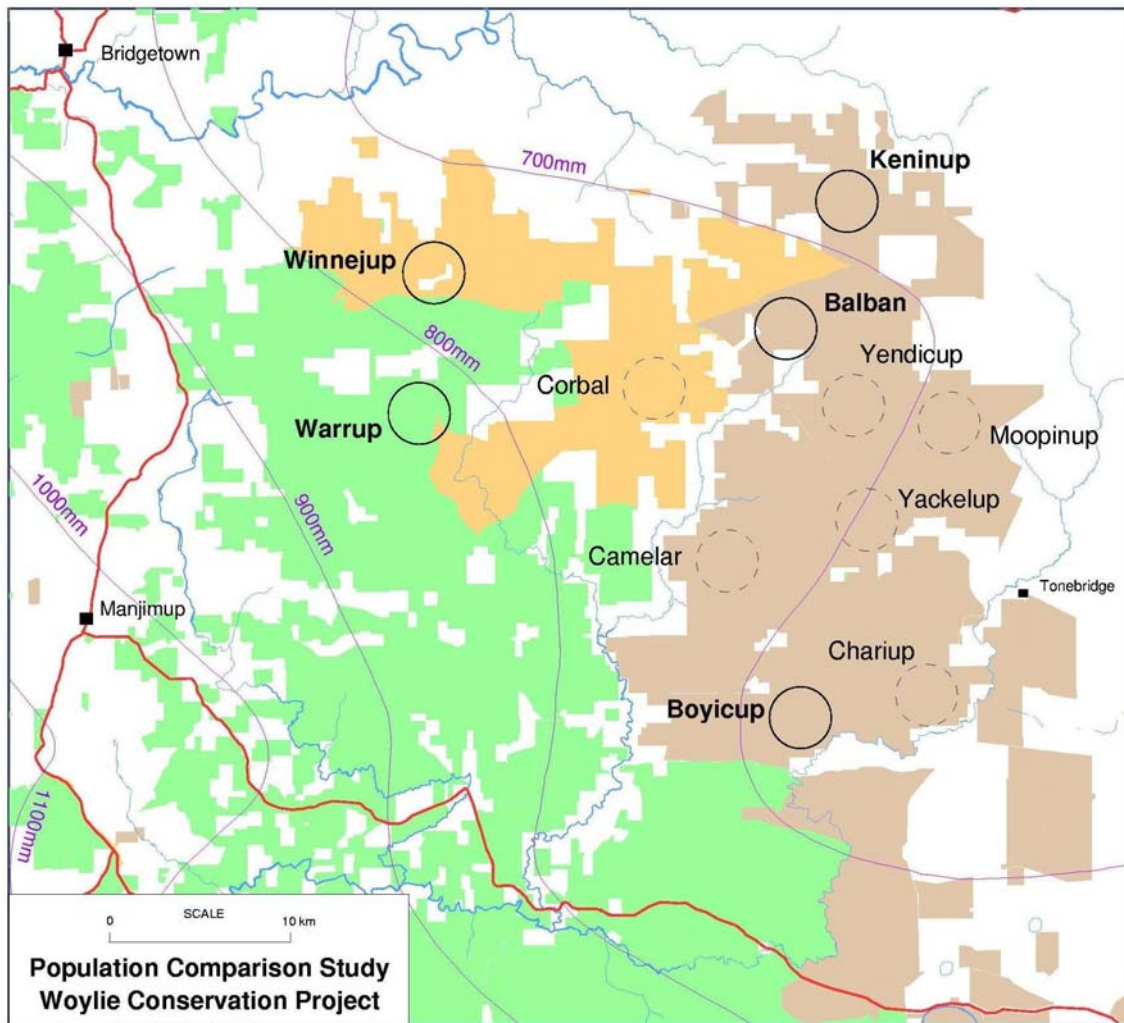 Bridgetown
700mm
Keninup
Winnejup
Balban
800mm
Yendicup
Corbal
Warrup
Moopinup
1000mm
900mm
Yackelup
Camelar
Tonebridge
Manjimup
Chariup
Boyicup
1100mm
0 SCALE 10 km
Population Comparison Study
Woylie Conservation Project